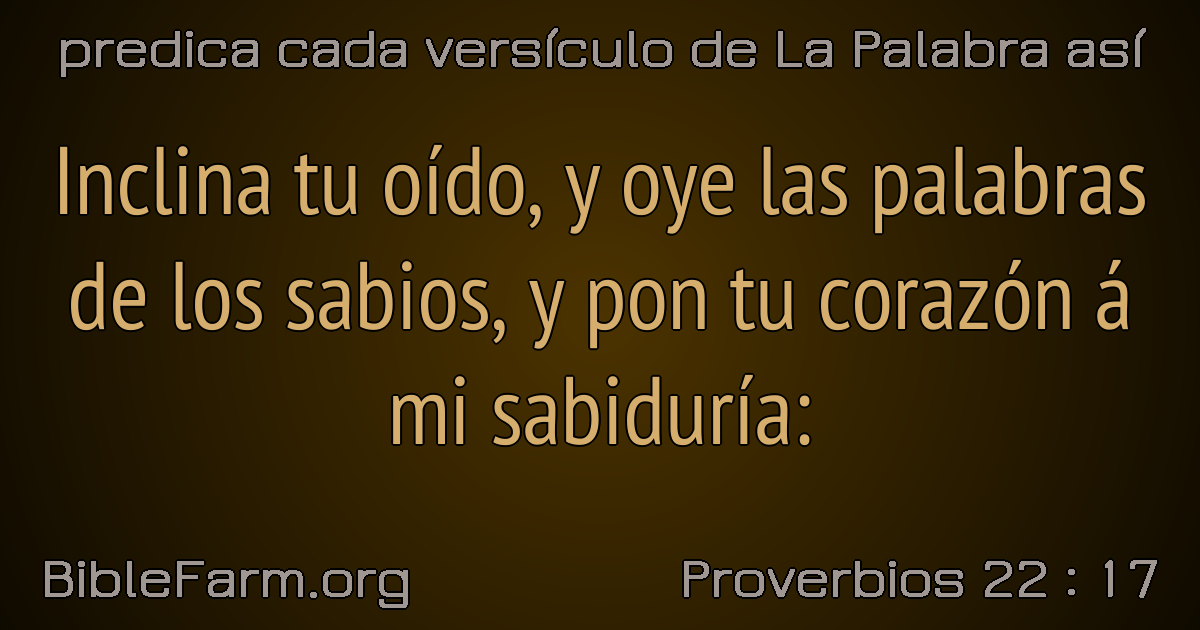 predica cada versículo de La Palabra así
Inclina tu oído, y oye las palabras
de los sabios, y pon tu corazón á
mi sabiduría:
BibleFarm.org
Proverbios 22 : 17